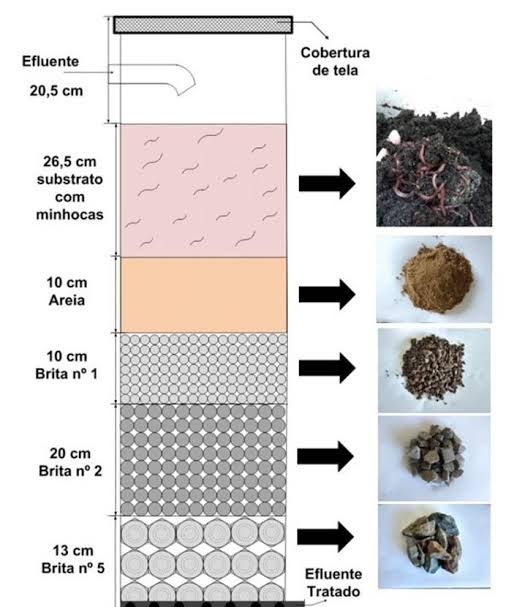 Cobertura
de tela
Efluente
20,5 cm
26,5 cm
substrato
com
minhocas
10 cm
Areia
10 cm
Brita nº 1
20 cm
Brita nº 2
13 cm
Brita nº 5
Efluente
Tratado